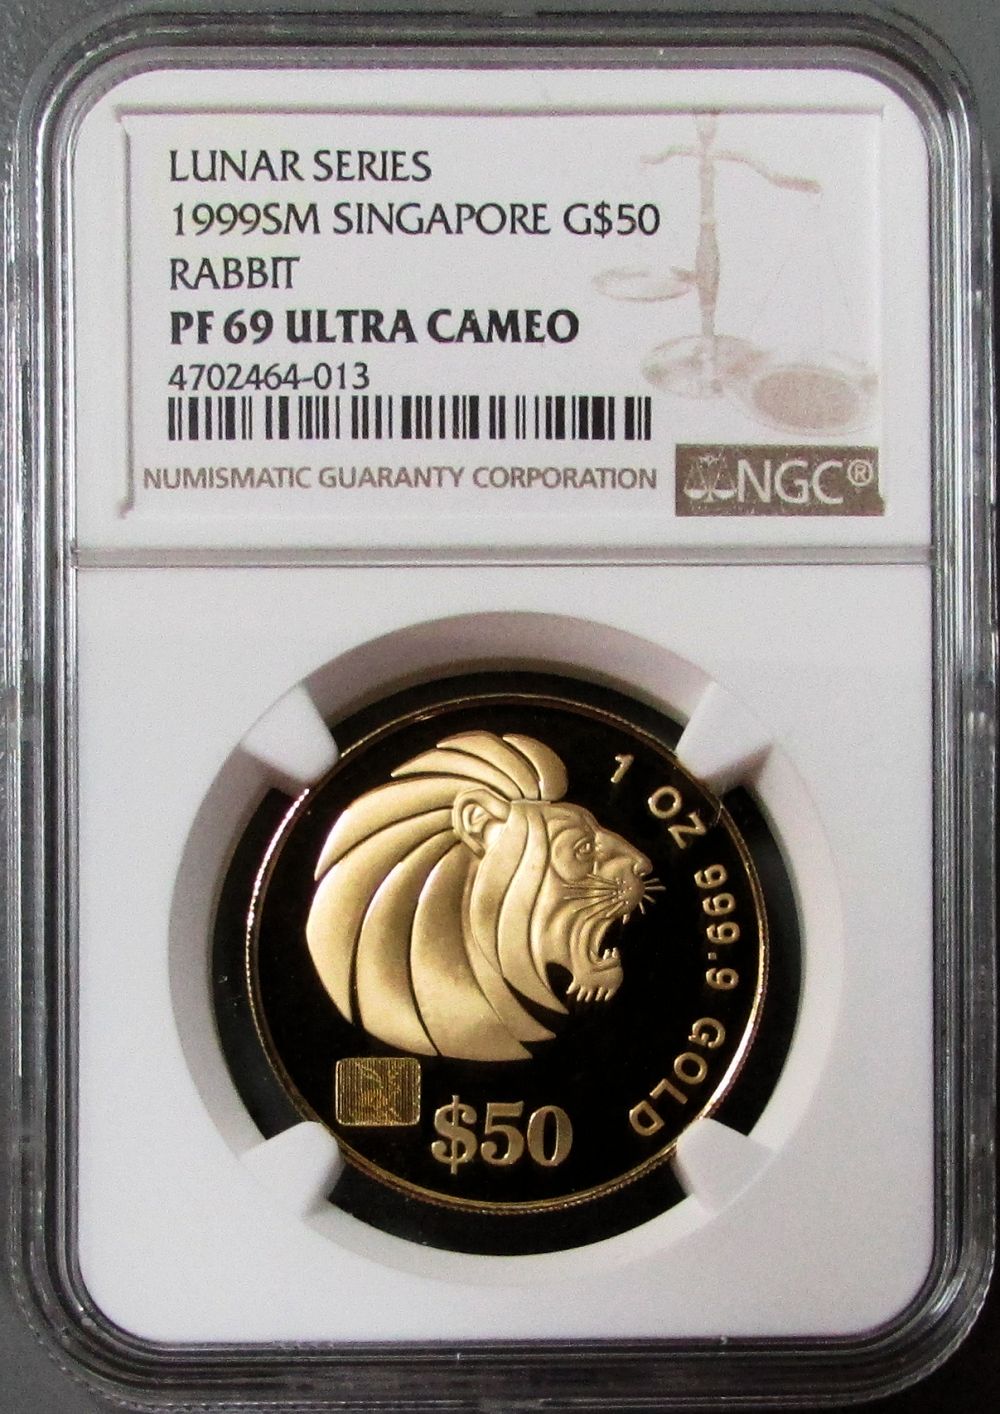 LUNAR SERIES
1999SM SINGAPORE G$50
RABBIT
PF 69 ULTRA CAMEO
4702464-013
NUMISMATIC GUARANTY CORPORATION
NGC®
1 OZ 999.9 GOLD
$50